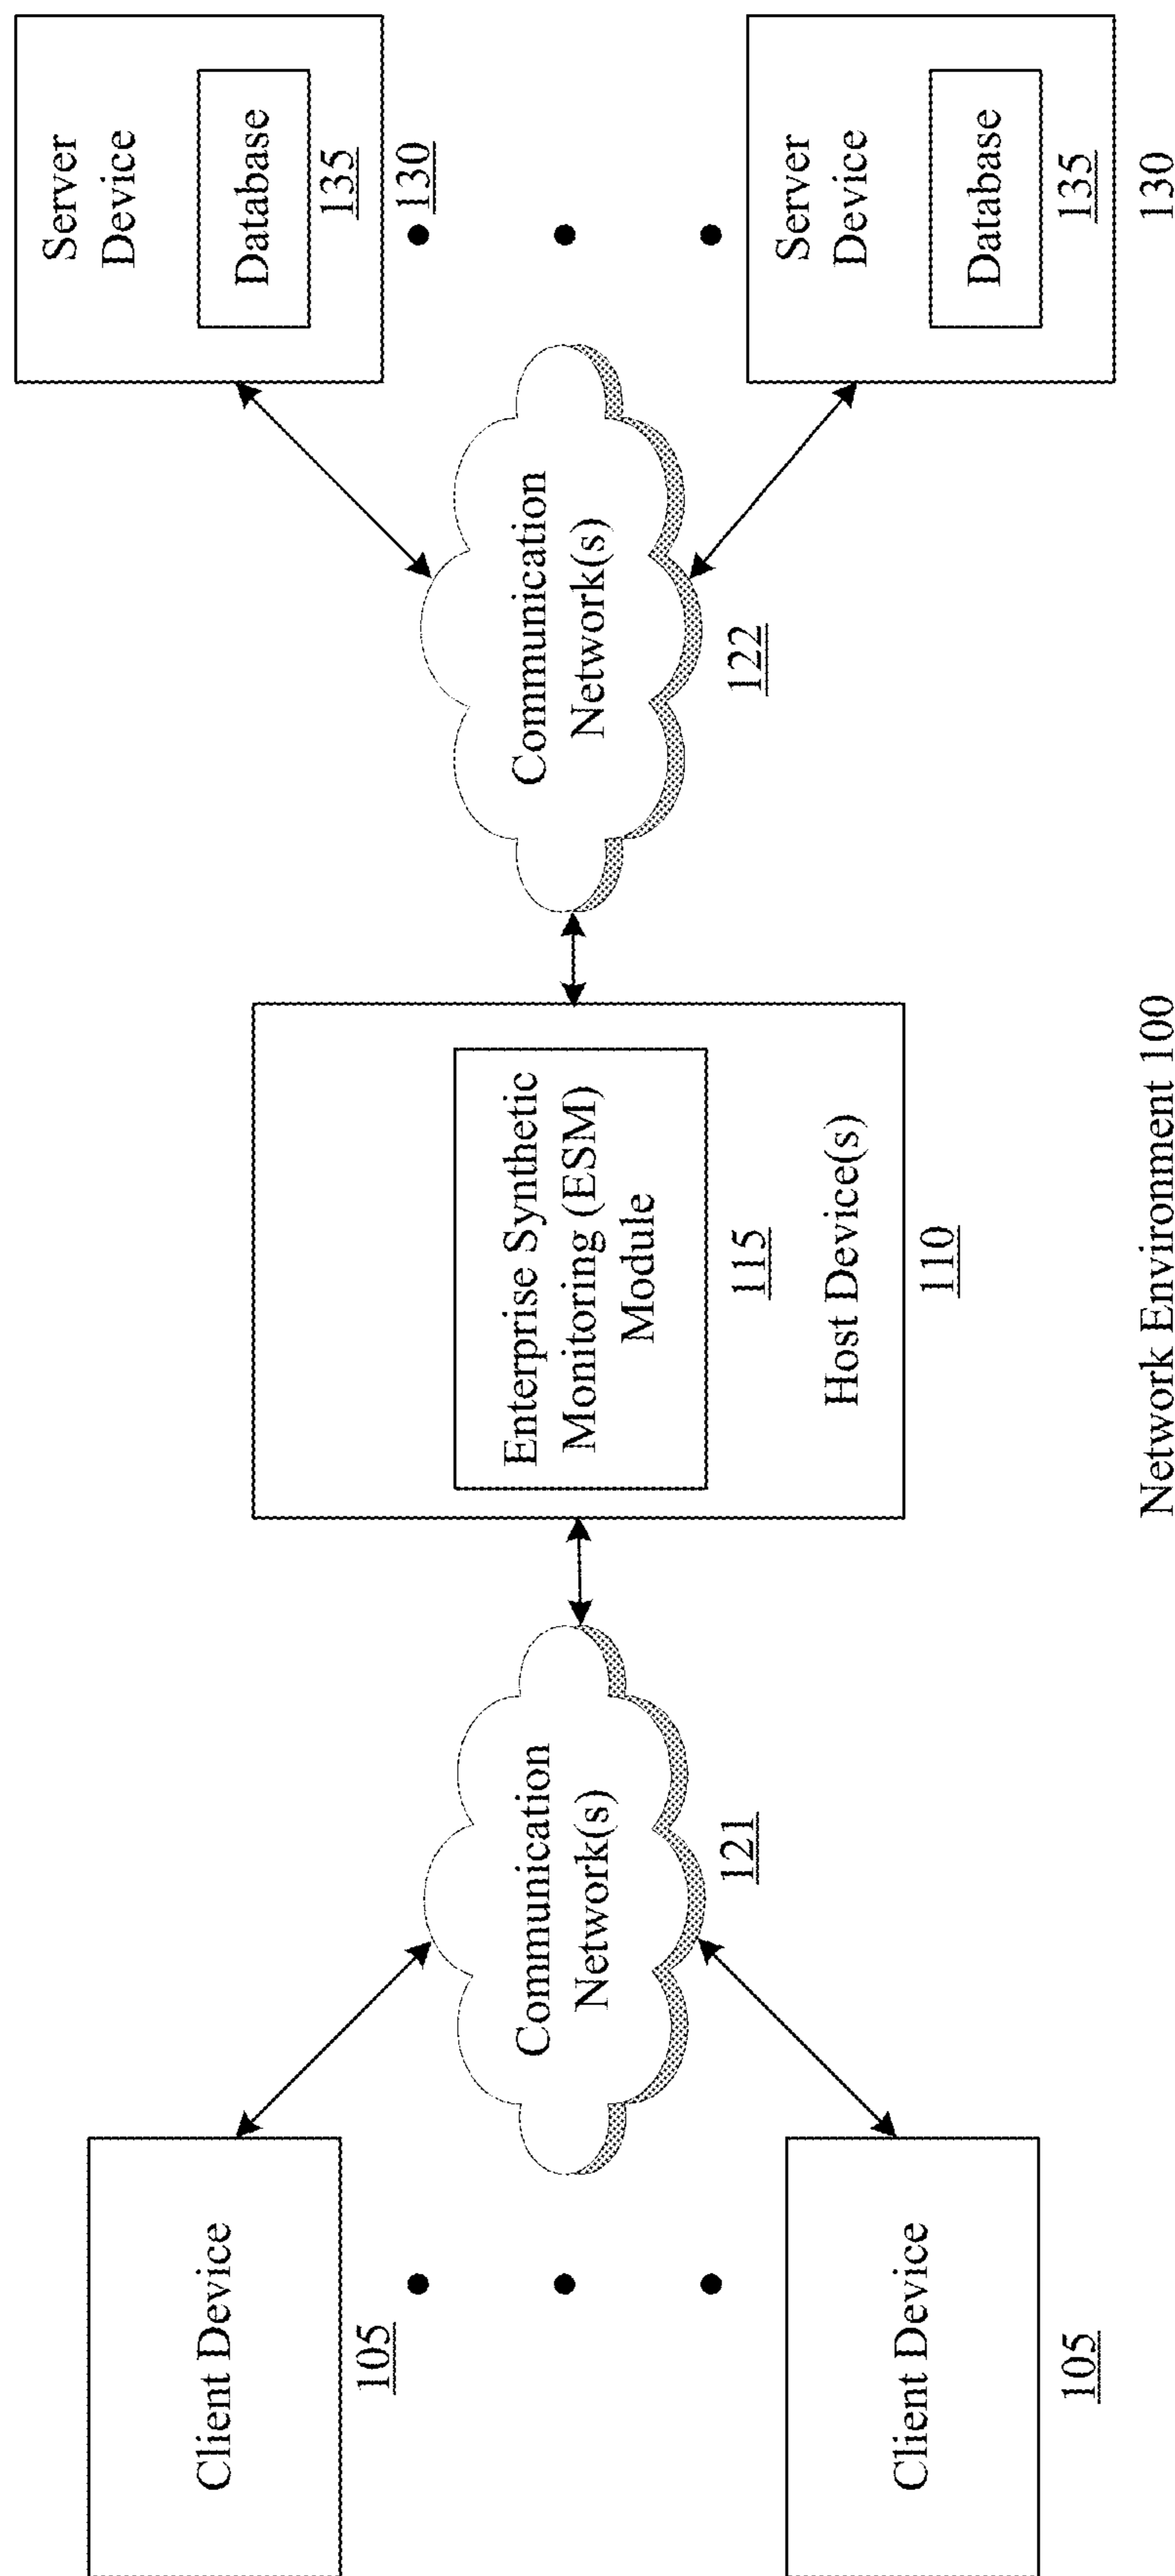 Client Device
105
Client Device
105
Communication
Network(s)
121
Enterprise Synthetic
Monitoring (ESM)
Module
115
Host Device(s)
110
Communication
Network(s)
122
Server
Device
Database
135
130
Server
Device
Database
135
130
Network Environment 100